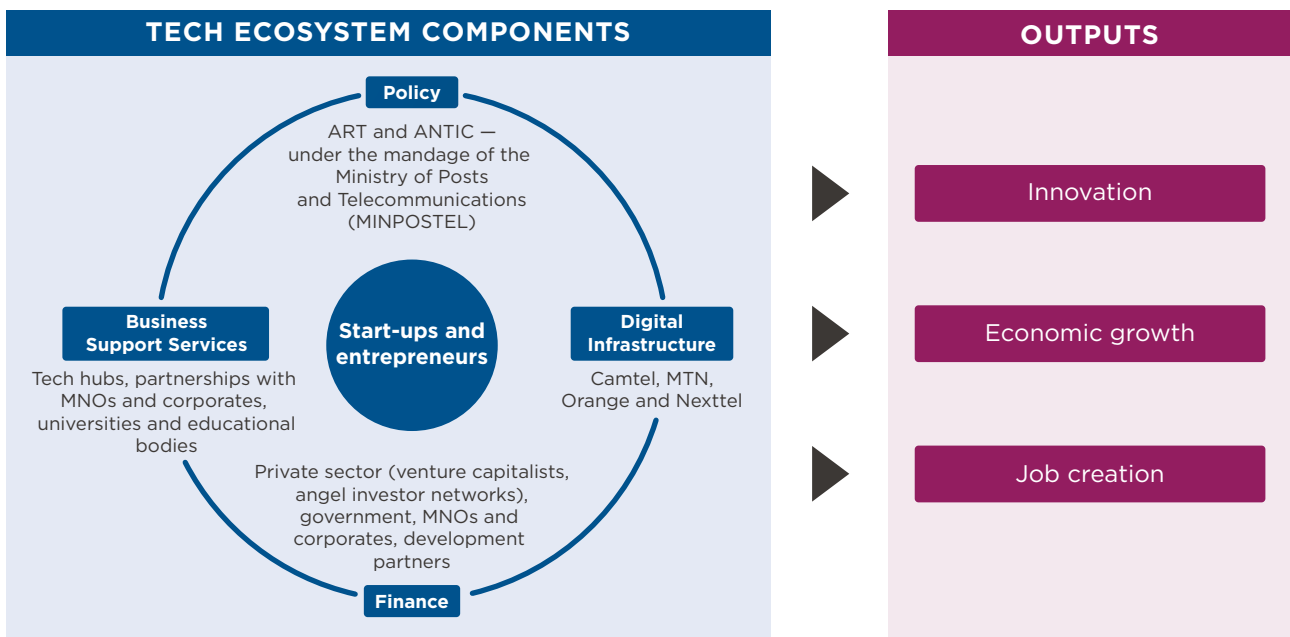 TECH ECOSYSTEM COMPONENTS
Policy
ART and ANTIC —
under the mandage of the
Ministry of Posts
and Telecommunications
(MINPOSTEL)
Business
Support Services
Tech hubs, partnerships with
MNOs and corporates,
universities and educational
bodies
Start-ups and
entrepreneurs
Digital
Infrastructure
Camtel, MTN,
Orange and Nexttel
Private sector (venture capitalists,
angel investor networks),
government, MNOs and
corporates, development
partners
Finance
OUTPUTS
Innovation
Economic growth
Job creation